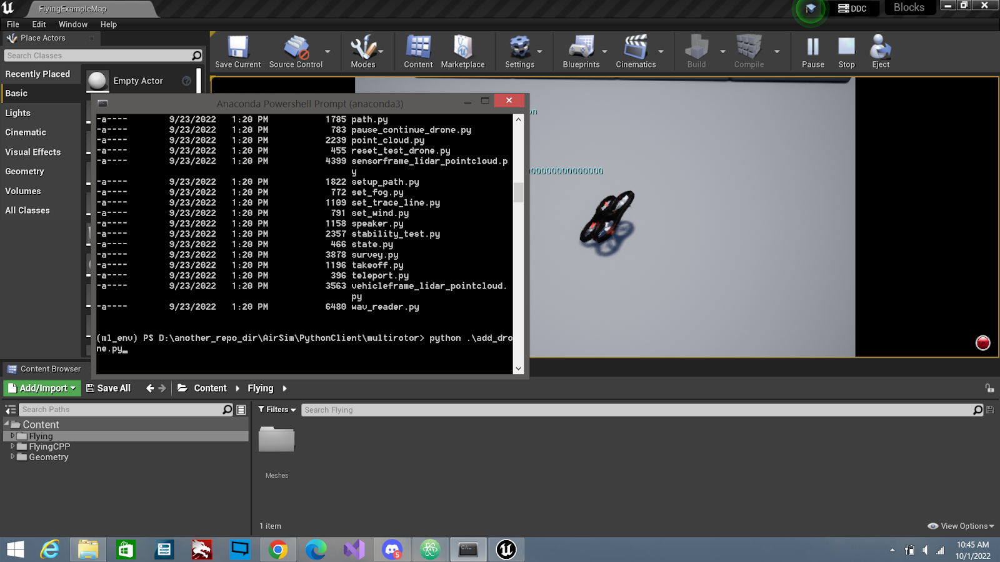 FlyingExampleMap
DDC
Blocks
File Edit Window Help
Place Actors
Search Classes
Recently Placed
Basic
Lights
Cinematic
Visual Effects
Geometry
Volumes
All Classes
Empty Actor
Save Current
Source Control
Modes
Content
Marketplace
Settings
Blueprints
Cinematics
Build
Compile
Pause
Stop
Eject
on
000000000000000
Anaconda Powershell Prompt (anaconda3)
-a---- 9/23/2022 1:20 PM 1785 path.py
-a---- 9/23/2022 1:20 PM 783 pause_continue_drone.py
-a---- 9/23/2022 1:20 PM 2239 point_cloud.py
-a---- 9/23/2022 1:20 PM 455 reset_test_drone.py
-a---- 9/23/2022 1:20 PM 4399 sensorframe_lidar_pointcloud.p
y
-a---- 9/23/2022 1:20 PM 1822 setup_path.py
-a---- 9/23/2022 1:20 PM 772 set_fog.py
-a---- 9/23/2022 1:20 PM 1109 set_trace_line.py
-a---- 9/23/2022 1:20 PM 791 set_wind.py
-a---- 9/23/2022 1:20 PM 1158 speaker.py
-a---- 9/23/2022 1:20 PM 2357 stability_test.py
-a---- 9/23/2022 1:20 PM 466 state.py
-a---- 9/23/2022 1:20 PM 3878 survey.py
-a---- 9/23/2022 1:20 PM 1196 takeoff.py
-a---- 9/23/2022 1:20 PM 396 teleport.py
-a---- 9/23/2022 1:20 PM 3563 vehicleframe_lidar_pointcloud.
py
-a---- 9/23/2022 1:20 PM 6480 wav_reader.py
(ml_env) PS D:\another_repo_dir\AirSim\PythonClient\multirotor> python .\add_dro
ne.py
Content Browser
Add/Import
Save All
Content
Flying
Search Paths
Filters
Search Flying
Content
Flying
FlyingCPP
Geometry
Meshes
1 item
View Options
5
10:45 AM
10/1/2022